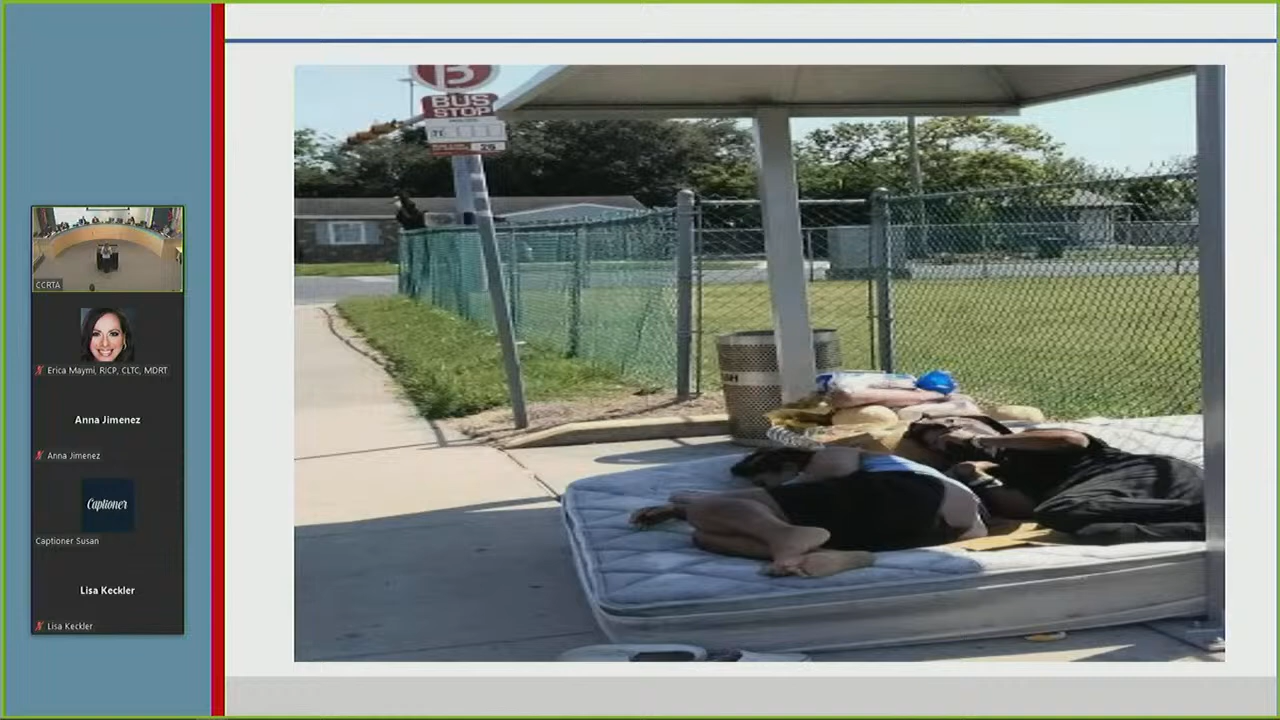 CCRTA
Erica Maymi, RICP, CLTC, MDRT
Anna Jimenez
Anna Jimenez
Captioner
Captioner Susan
Lisa Keckler
Lisa Keckler
B
BUS
STOP
26